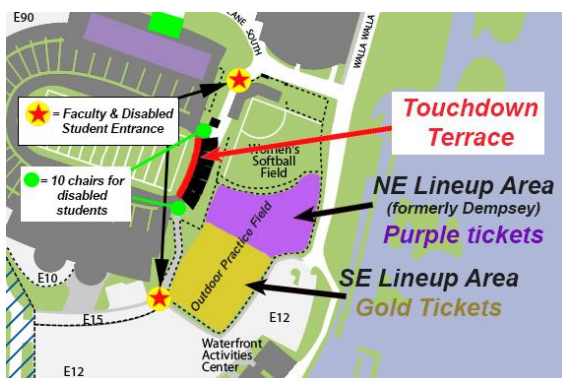 E90
LANE SOUTH
WALLA WALLA
= Faculty & Disabled
Student Entrance
Touchdown
Terrace
Women's
Softball
Field
= 10 chairs for
disabled
students
NE Lineup Area
(formerly Dempsey)
Purple tickets
Outdoor Practice Field
SE Lineup Area
Gold Tickets
E10
E15
E12
Waterfront
Activities
Center
E12